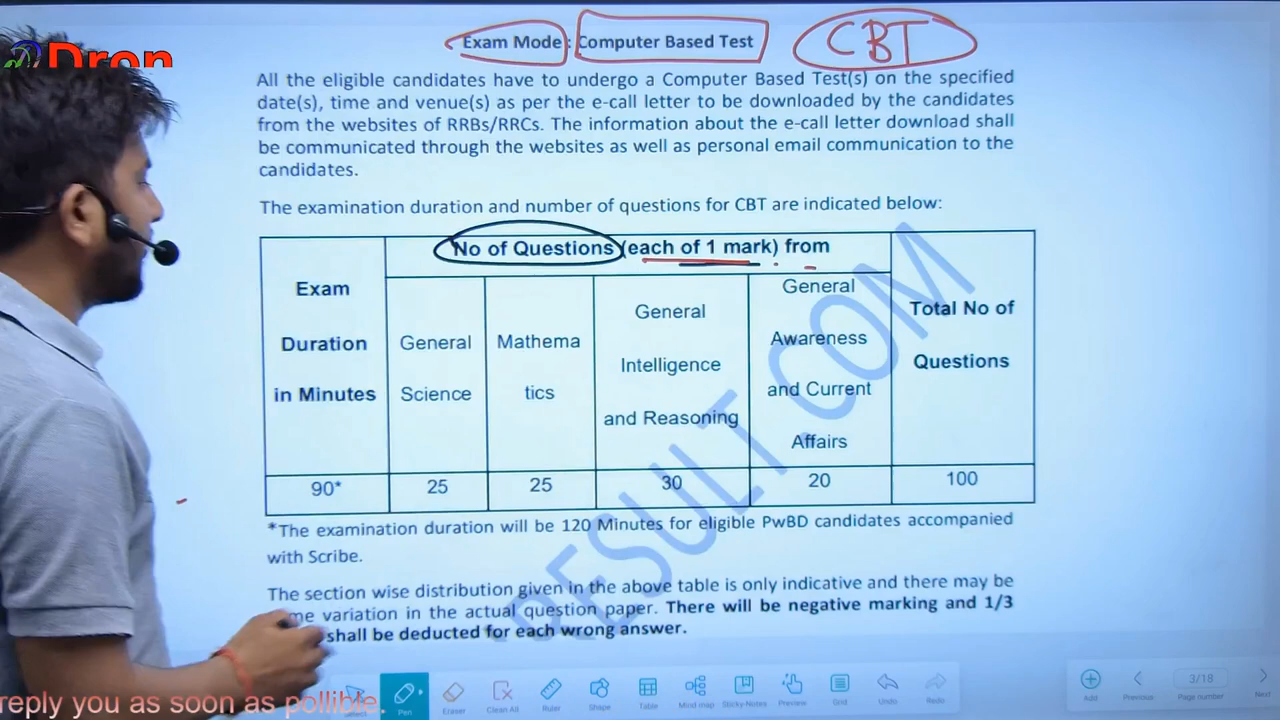 Dron
Exam Mode : Computer Based Test
CBT
All the eligible candidates have to undergo a Computer Based Test(s) on the specified
date(s), time and venue(s) as per the e-call letter to be downloaded by the candidates
from the websites of RRBs/RRCs. The information about the e-call letter download shall
be communicated through the websites as well as personal email communication to the
candidates.
The examination duration and number of questions for CBT are indicated below:
Exam Duration in Minutes
No of Questions (each of 1 mark) from
General Science
Mathema
tics
General Intelligence and Reasoning
General Awareness and Current Affairs
Total No of Questions
90* 25 25 30 20 100
*The examination duration will be 120 Minutes for eligible PwBD candidates accompanied
with Scribe.
The section wise distribution given in the above table is only indicative and there may be
variation in the actual question paper. There will be negative marking and 1/3
shall be deducted for each wrong answer.
RESULT.COM
reply you as soon as pollible.
Pen
Eraser
Clean All
Ruler
Shape
Table
Mind map
Sticky-Notes
Preview
Grid
Undo
Redo
Add
Previous
3/18
Page number
Next